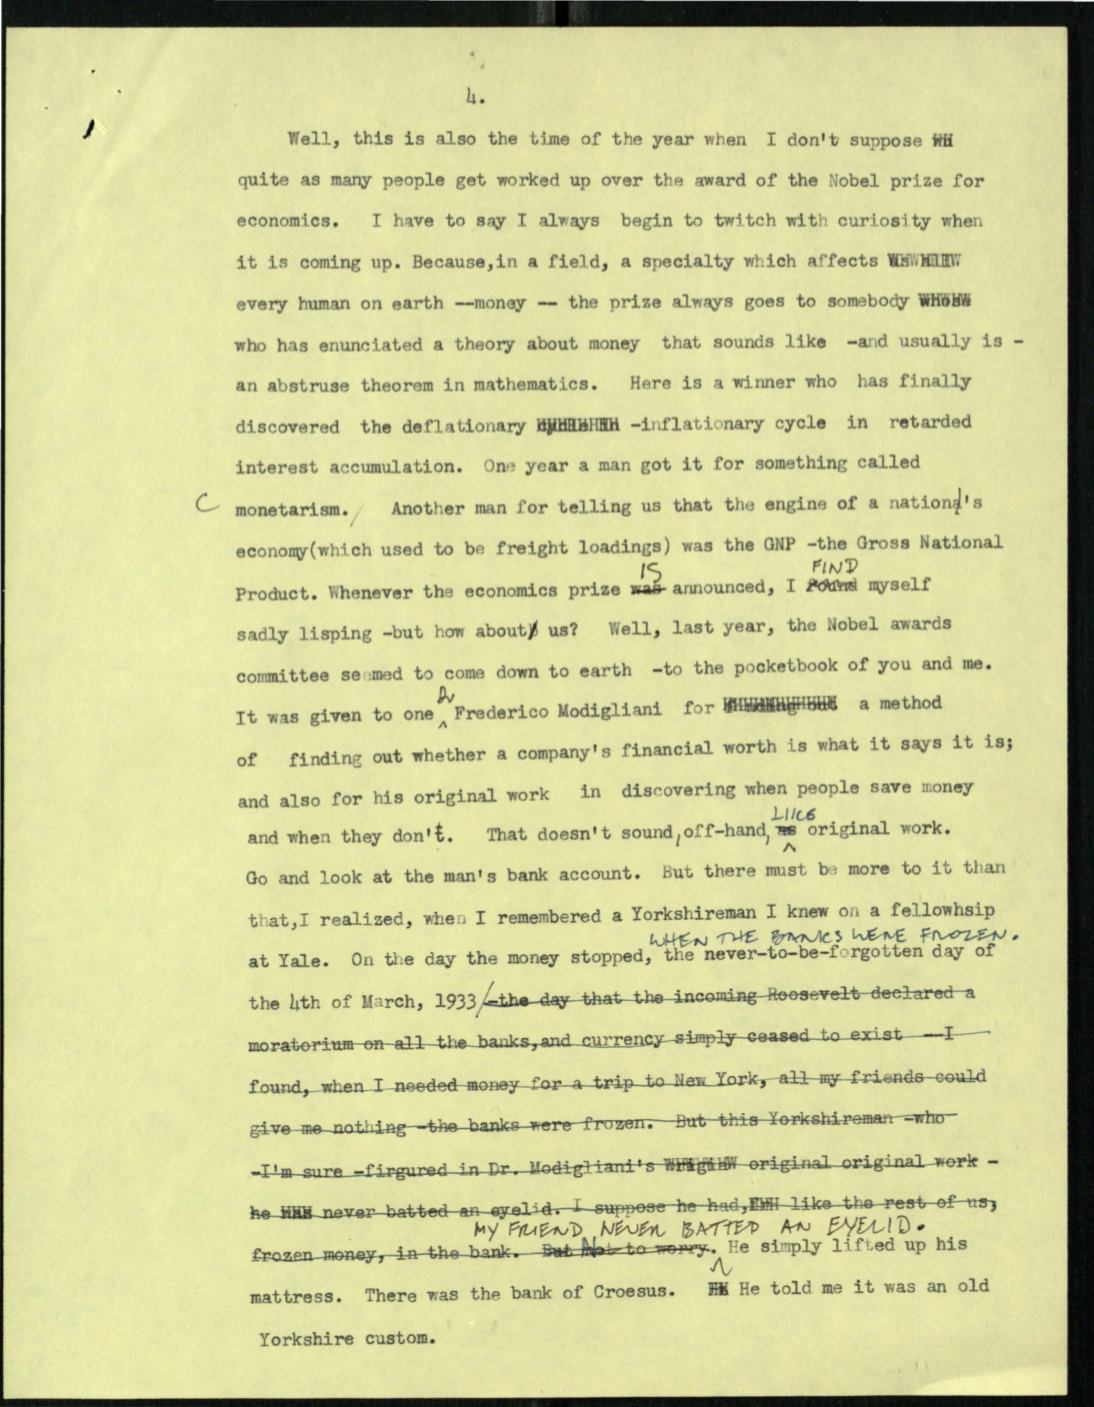 4.
Well, this is also the time of the year when I don't suppose
quite as many people get worked up over the award of the Nobel prize for
economics. I have to say I always begin to twitch with curiosity when
it is coming up. Because,in a field, a specialty which affects
every human on earth --money -- the prize always goes to somebody whose
who has enunciated a theory about money that sounds like -and usually is -
an abstruse theorem in mathematics. Here is a winner who has finally
discovered the deflationary -inflationary cycle in retarded
interest accumulation. One year a man got it for something called
C monetarism./ Another man for telling us that the engine of a national's
economy(which used to be freight loadings) was the GNP -the Gross National
IS FIND
Product. Whenever the economics prize was announced, I found myself
sadly lisping -but how about us? Well, last year, the Nobel awards
committee seemed to come down to earth -to the pocketbook of you and me.
Dr
It was given to one Frederico Modigliani for a method
of finding out whether a company's financial worth is what it says it is;
and also for his original work in discovering when people save money
LIKE
and when they don't. That doesn't sound,off-hand, as original work.
Go and look at the man's bank account. But there must be more to it than
that,I realized, when I remembered a Yorkshireman I knew on a fellowhsip
WHEN THE BANKS WERE FROZEN.
at Yale. On the day the money stopped, the never-to-be-forgotten day of
the 4th of March, 1933/-the day that the incoming Roosevelt declared a
moratorium on all the banks,and currency simply ceased to exist --I
found, when I needed money for a trip to New York, all my friends could
give me nothing -the banks were frozen. But this Yorkshireman -who
-I'm sure -firgured in Dr. Modigliani's original original work -
he never batted an eyelid. I suppose he had, like the rest of us,
MY FRIEND NEVER BATTED AN EYELID.
frozen money, in the bank. But Not to worry. He simply lifted up his
mattress. There was the bank of Croesus. He told me it was an old
Yorkshire custom.